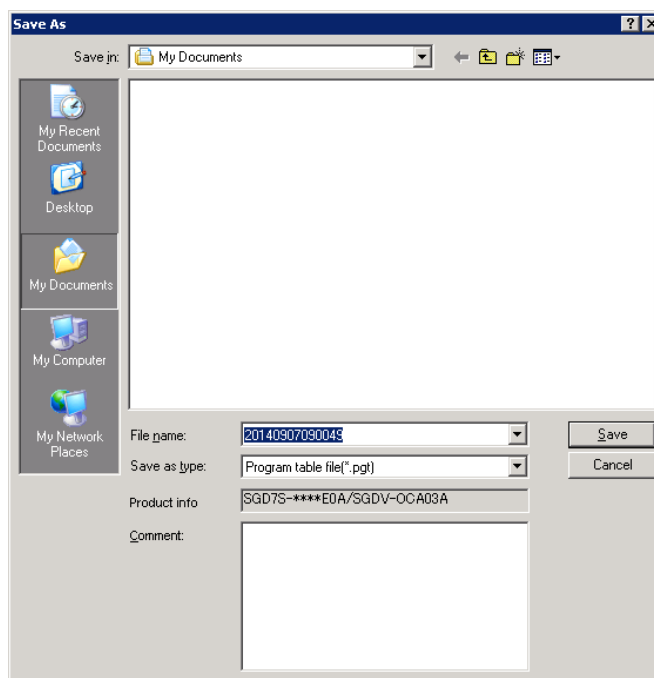 Save As
Save in:
My Documents
My Recent
Documents
Desktop
My Documents
My Computer
My Network
Places
File name:
20140907090049
Save
Save as type:
Program table file(*.pgt)
Cancel
Product info
SGD7S-****E0A/SGDV-OCA03A
Comment: